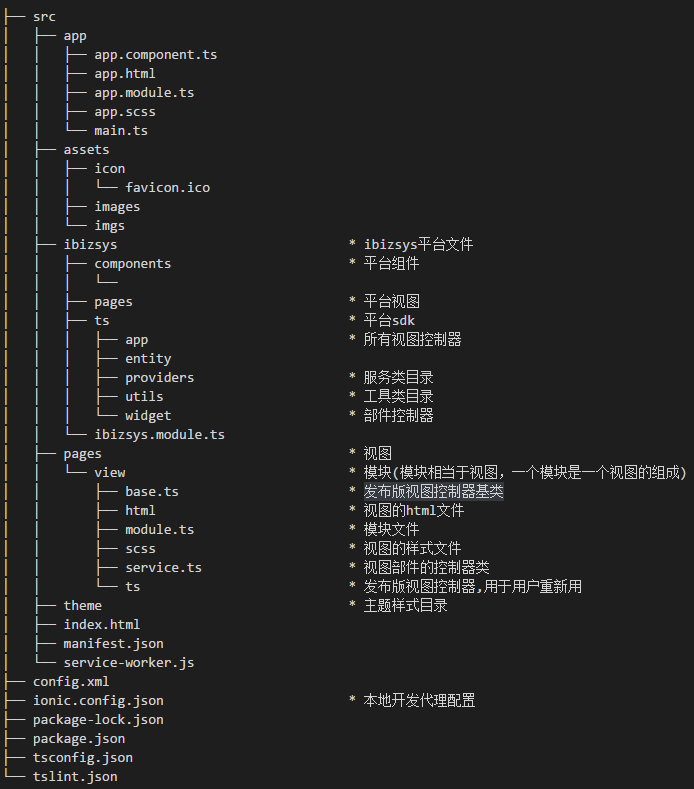 ├── src
│   ├── app
│   │   ├── app.component.ts
│   │   ├── app.html
│   │   ├── app.module.ts
│   │   ├── app.scss
│   │   └── main.ts
│   ├── assets
│   │   ├── icon
│   │   │   └── favicon.ico
│   │   ├── images
│   │   └── imgs
│   ├── ibizsys * ibizsys平台文件
│   │   ├── components * 平台组件
│   │   │   └──
│   │   ├── pages * 平台视图
│   │   ├── ts * 平台sdk
│   │   │   ├── app * 所有视图控制器
│   │   │   ├── entity
│   │   │   ├── providers * 服务类目录
│   │   │   ├── utils * 工具类目录
│   │   │   └── widget * 部件控制器
│   │   └── ibizsys.module.ts
│   ├── pages * 视图
│   │   └── view * 模块(模块相当于视图，一个模块是一个视图的组成)
│   │       ├── base.ts * 发布版视图控制器基类
│   │       ├── html * 视图的html文件
│   │       ├── module.ts * 模块文件
│   │       ├── scss * 视图的样式文件
│   │       ├── service.ts * 视图部件的控制器类
│   │       └── ts * 发布版视图控制器,用于用户重新用
│   ├── theme * 主题样式目录
│   ├── index.html
│   ├── manifest.json
│   └── service-worker.js
├── config.xml
├── ionic.config.json * 本地开发代理配置
├── package-lock.json
├── package.json
├── tsconfig.json
└── tslint.json